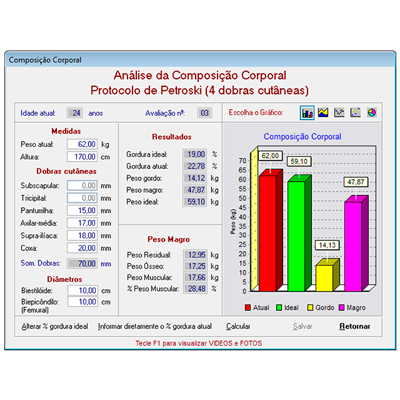 Composição Corporal
Análise da Composição Corporal
Protocolo de Petroski (4 dobras cutâneas)
Idade atual: 24 anos Avaliação nº: 03 Escolha o Gráfico:
Medidas
Peso atual: 62,00 kg
Altura: 170,00 cm
Dobras cutâneas
Subscapular: 0,00 mm
Tricipital: 0,00 mm
Panturrilha: 15,00 mm
Axilar-média: 17,00 mm
Supra-ilíaca: 18,00 mm
Coxa: 20,00 mm
Som. Dobras: 70,00 mm
Diâmetros
Biestilóide: 10,00 cm
Biepicôndilo: 10,00 cm
(Femural)
Resultados
Gordura ideal: 19,00 %
Gordura atual: 22,78 %
Peso gordo: 14,12 kg
Peso magro: 47,87 kg
Peso ideal: 59,10 kg
Peso Magro
Peso Residual: 12,95 kg
Peso Ósseo: 17,25 kg
Peso Muscular: 17,66 kg
% Peso Muscular: 28,48 %
Composição Corporal
Peso (kg)
70
65
60
55
50
45
40
35
30
25
20
15
10
5
0
62,00
59,10
14,13
47,87
Atual Ideal Gordo Magro
Alterar % gordura ideal Informar diretamente o % gordura atual Calcular Salvar Retornar
Tecle F1 para visualizar VIDEOS e FOTOS